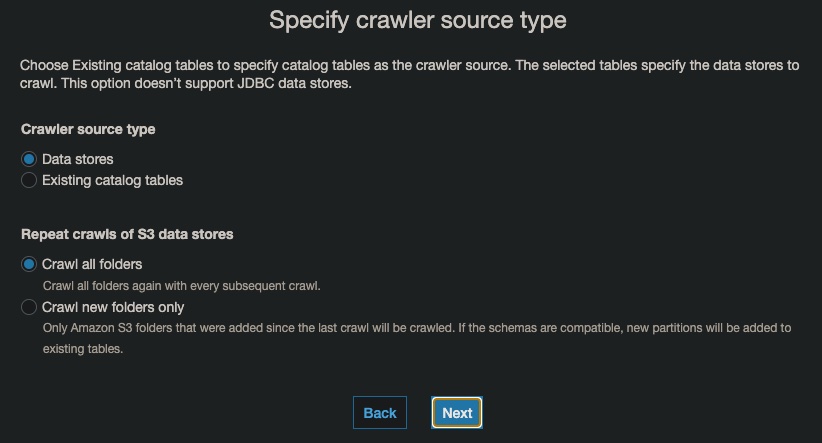 Specify crawler source type
Choose Existing catalog tables to specify catalog tables as the crawler source. The selected tables specify the data stores to
crawl. This option doesn't support JDBC data stores.
Crawler source type
Data stores
Existing catalog tables
Repeat crawls of S3 data stores
Crawl all folders
Crawl all folders again with every subsequent crawl.
Crawl new folders only
Only Amazon S3 folders that were added since the last crawl will be crawled. If the schemas are compatible, new partitions will be added to
existing tables.
Back Next